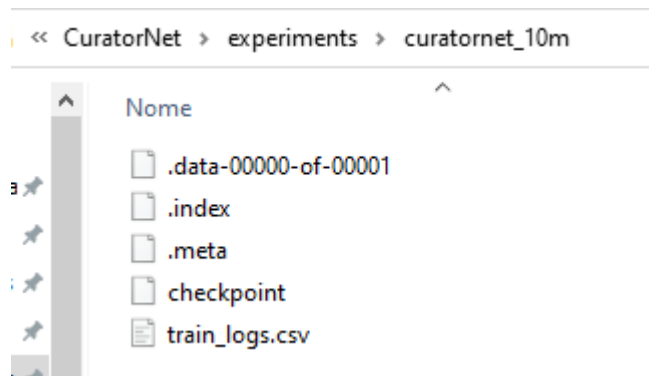 « CuratorNet > experiments > curatornet_10m
Nome
.data-00000-of-00001
.index
.meta
checkpoint
train_logs.csv